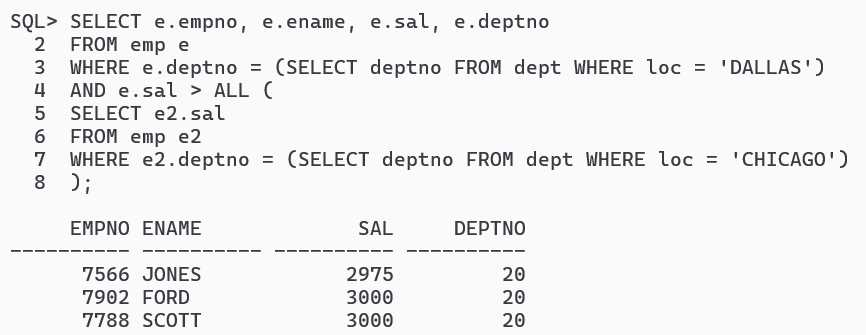 SQL> SELECT e.empno, e.ename, e.sal, e.deptno
  2  FROM emp e
  3  WHERE e.deptno = (SELECT deptno FROM dept WHERE loc = 'DALLAS')
  4  AND e.sal > ALL (
  5  SELECT e2.sal
  6  FROM emp e2
  7  WHERE e2.deptno = (SELECT deptno FROM dept WHERE loc = 'CHICAGO')
  8  );

     EMPNO ENAME             SAL     DEPTNO
---------- ---------- ---------- ----------
      7566 JONES            2975         20
      7902 FORD             3000         20
      7788 SCOTT            3000         20